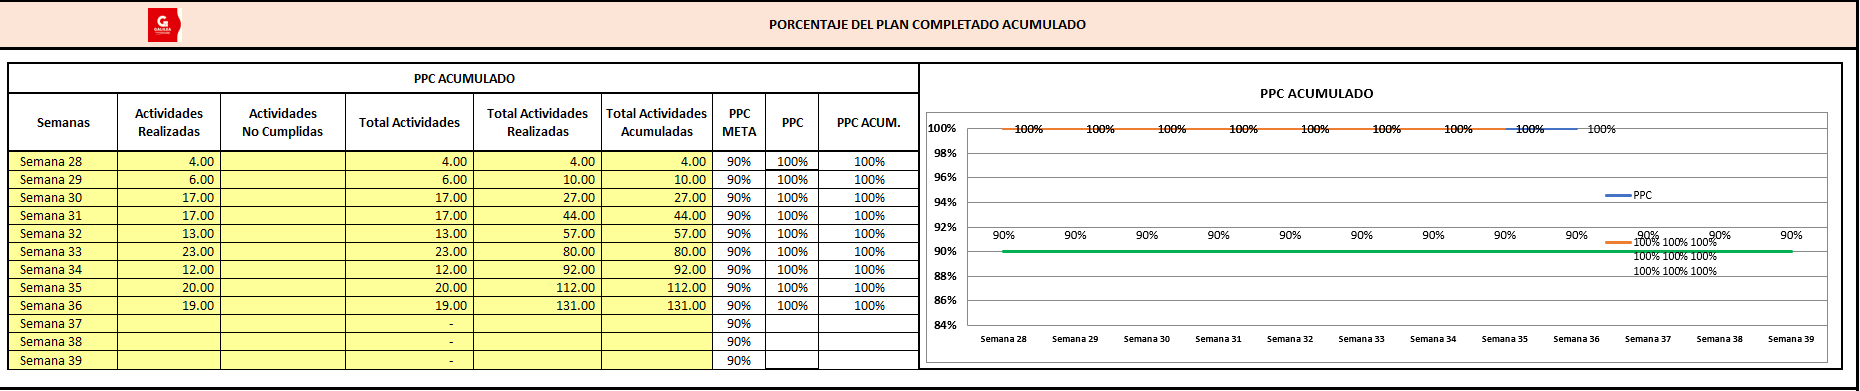 GALILEA
PORCENTAJE DEL PLAN COMPLETADO ACUMULADO
PPC ACUMULADO
Semanas Actividades Realizadas Actividades No Cumplidas Total Actividades Total Actividades Realizadas Total Actividades Acumuladas PPC META PPC PPC ACUM.
Semana 28 4.00 4.00 4.00 4.00 90% 100% 100%
Semana 29 6.00 6.00 10.00 10.00 90% 100% 100%
Semana 30 17.00 17.00 27.00 27.00 90% 100% 100%
Semana 31 17.00 17.00 44.00 44.00 90% 100% 100%
Semana 32 13.00 13.00 57.00 57.00 90% 100% 100%
Semana 33 23.00 23.00 80.00 80.00 90% 100% 100%
Semana 34 12.00 12.00 92.00 92.00 90% 100% 100%
Semana 35 20.00 20.00 112.00 112.00 90% 100% 100%
Semana 36 19.00 19.00 131.00 131.00 90% 100% 100%
Semana 37 - 90%
Semana 38 - 90%
Semana 39 - 90%
PPC ACUMULADO
100% 100% 100% 100% 100% 100% 100% 100% 100% 100%
98%
96%
94%
PPC
92%
90% 90% 90% 90% 90% 90% 90% 90% 90% 90% 90% 90%
100% 100% 100%
90%
100% 100% 100%
100% 100% 100%
88%
86%
84%
Semana 28 Semana 29 Semana 30 Semana 31 Semana 32 Semana 33 Semana 34 Semana 35 Semana 36 Semana 37 Semana 38 Semana 39